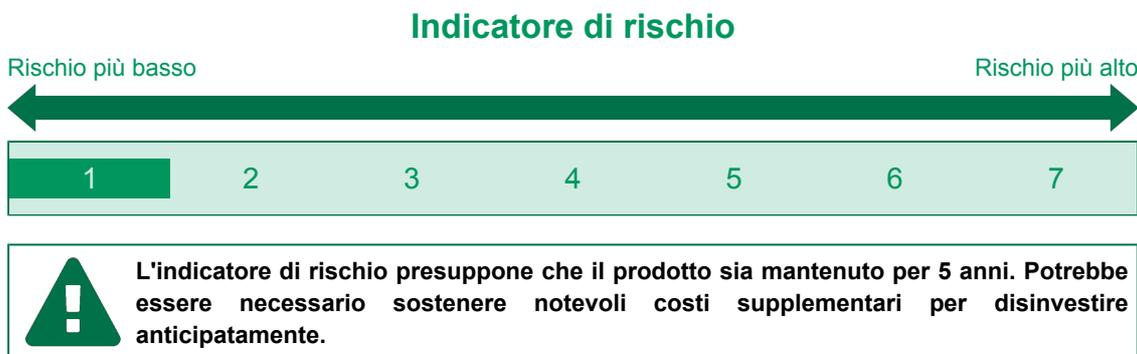 Indicatore di rischio
Rischio più basso Rischio più alto
1 2 3 4 5 6 7
L'indicatore di rischio presuppone che il prodotto sia mantenuto per 5 anni. Potrebbe
essere necessario sostenere notevoli costi supplementari per disinvestire
anticipatamente.